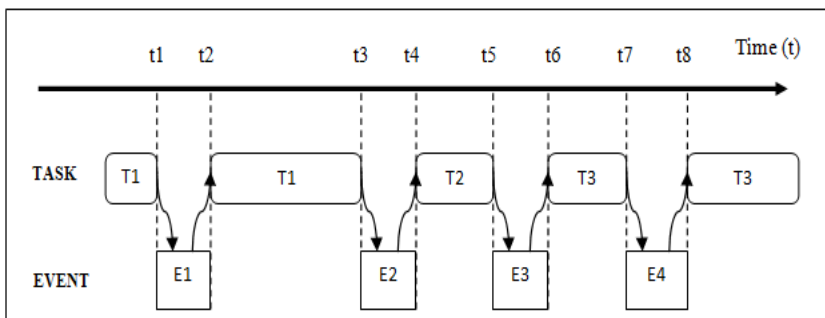 Time (t)
t1 t2 t3 t4 t5 t6 t7 t8
TASK T1 T1 T2 T3 T3
EVENT E1 E2 E3 E4